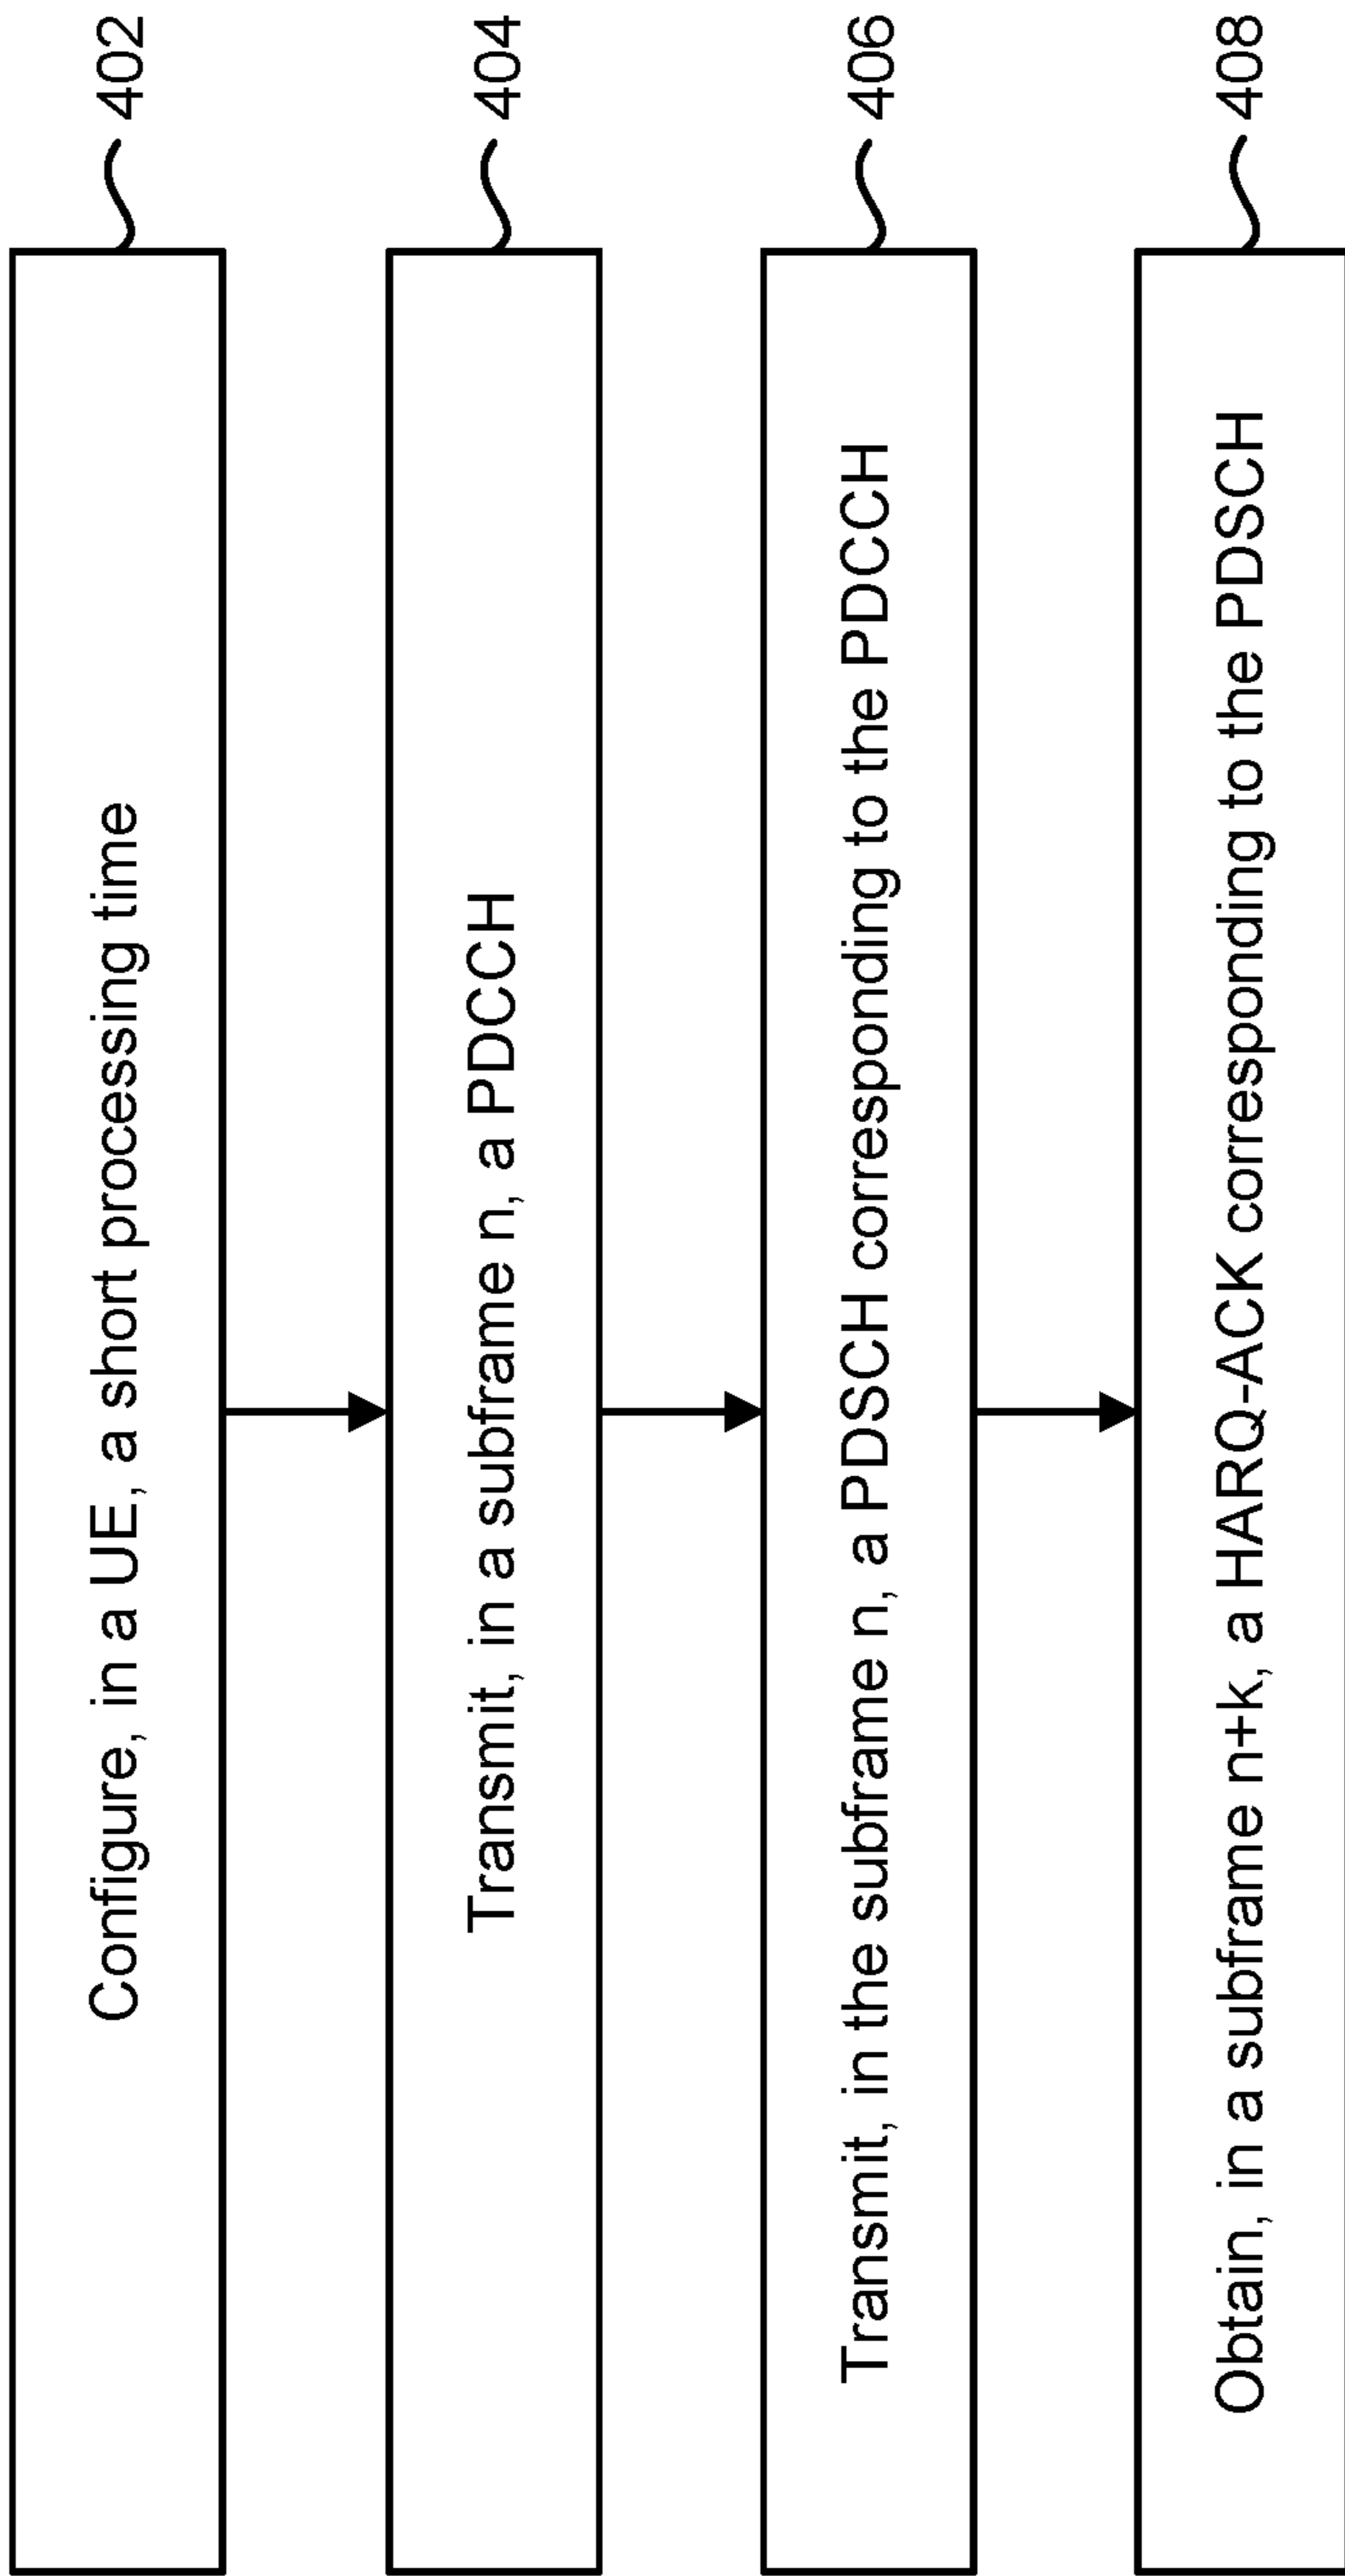 Configure, in a UE, a short processing time
402
Transmit, in a subframe n, a PDCCH
404
Transmit, in the subframe n, a PDSCH corresponding to the PDCCH
406
Obtain, in a subframe n+k, a HARQ-ACK corresponding to the PDSCH
408